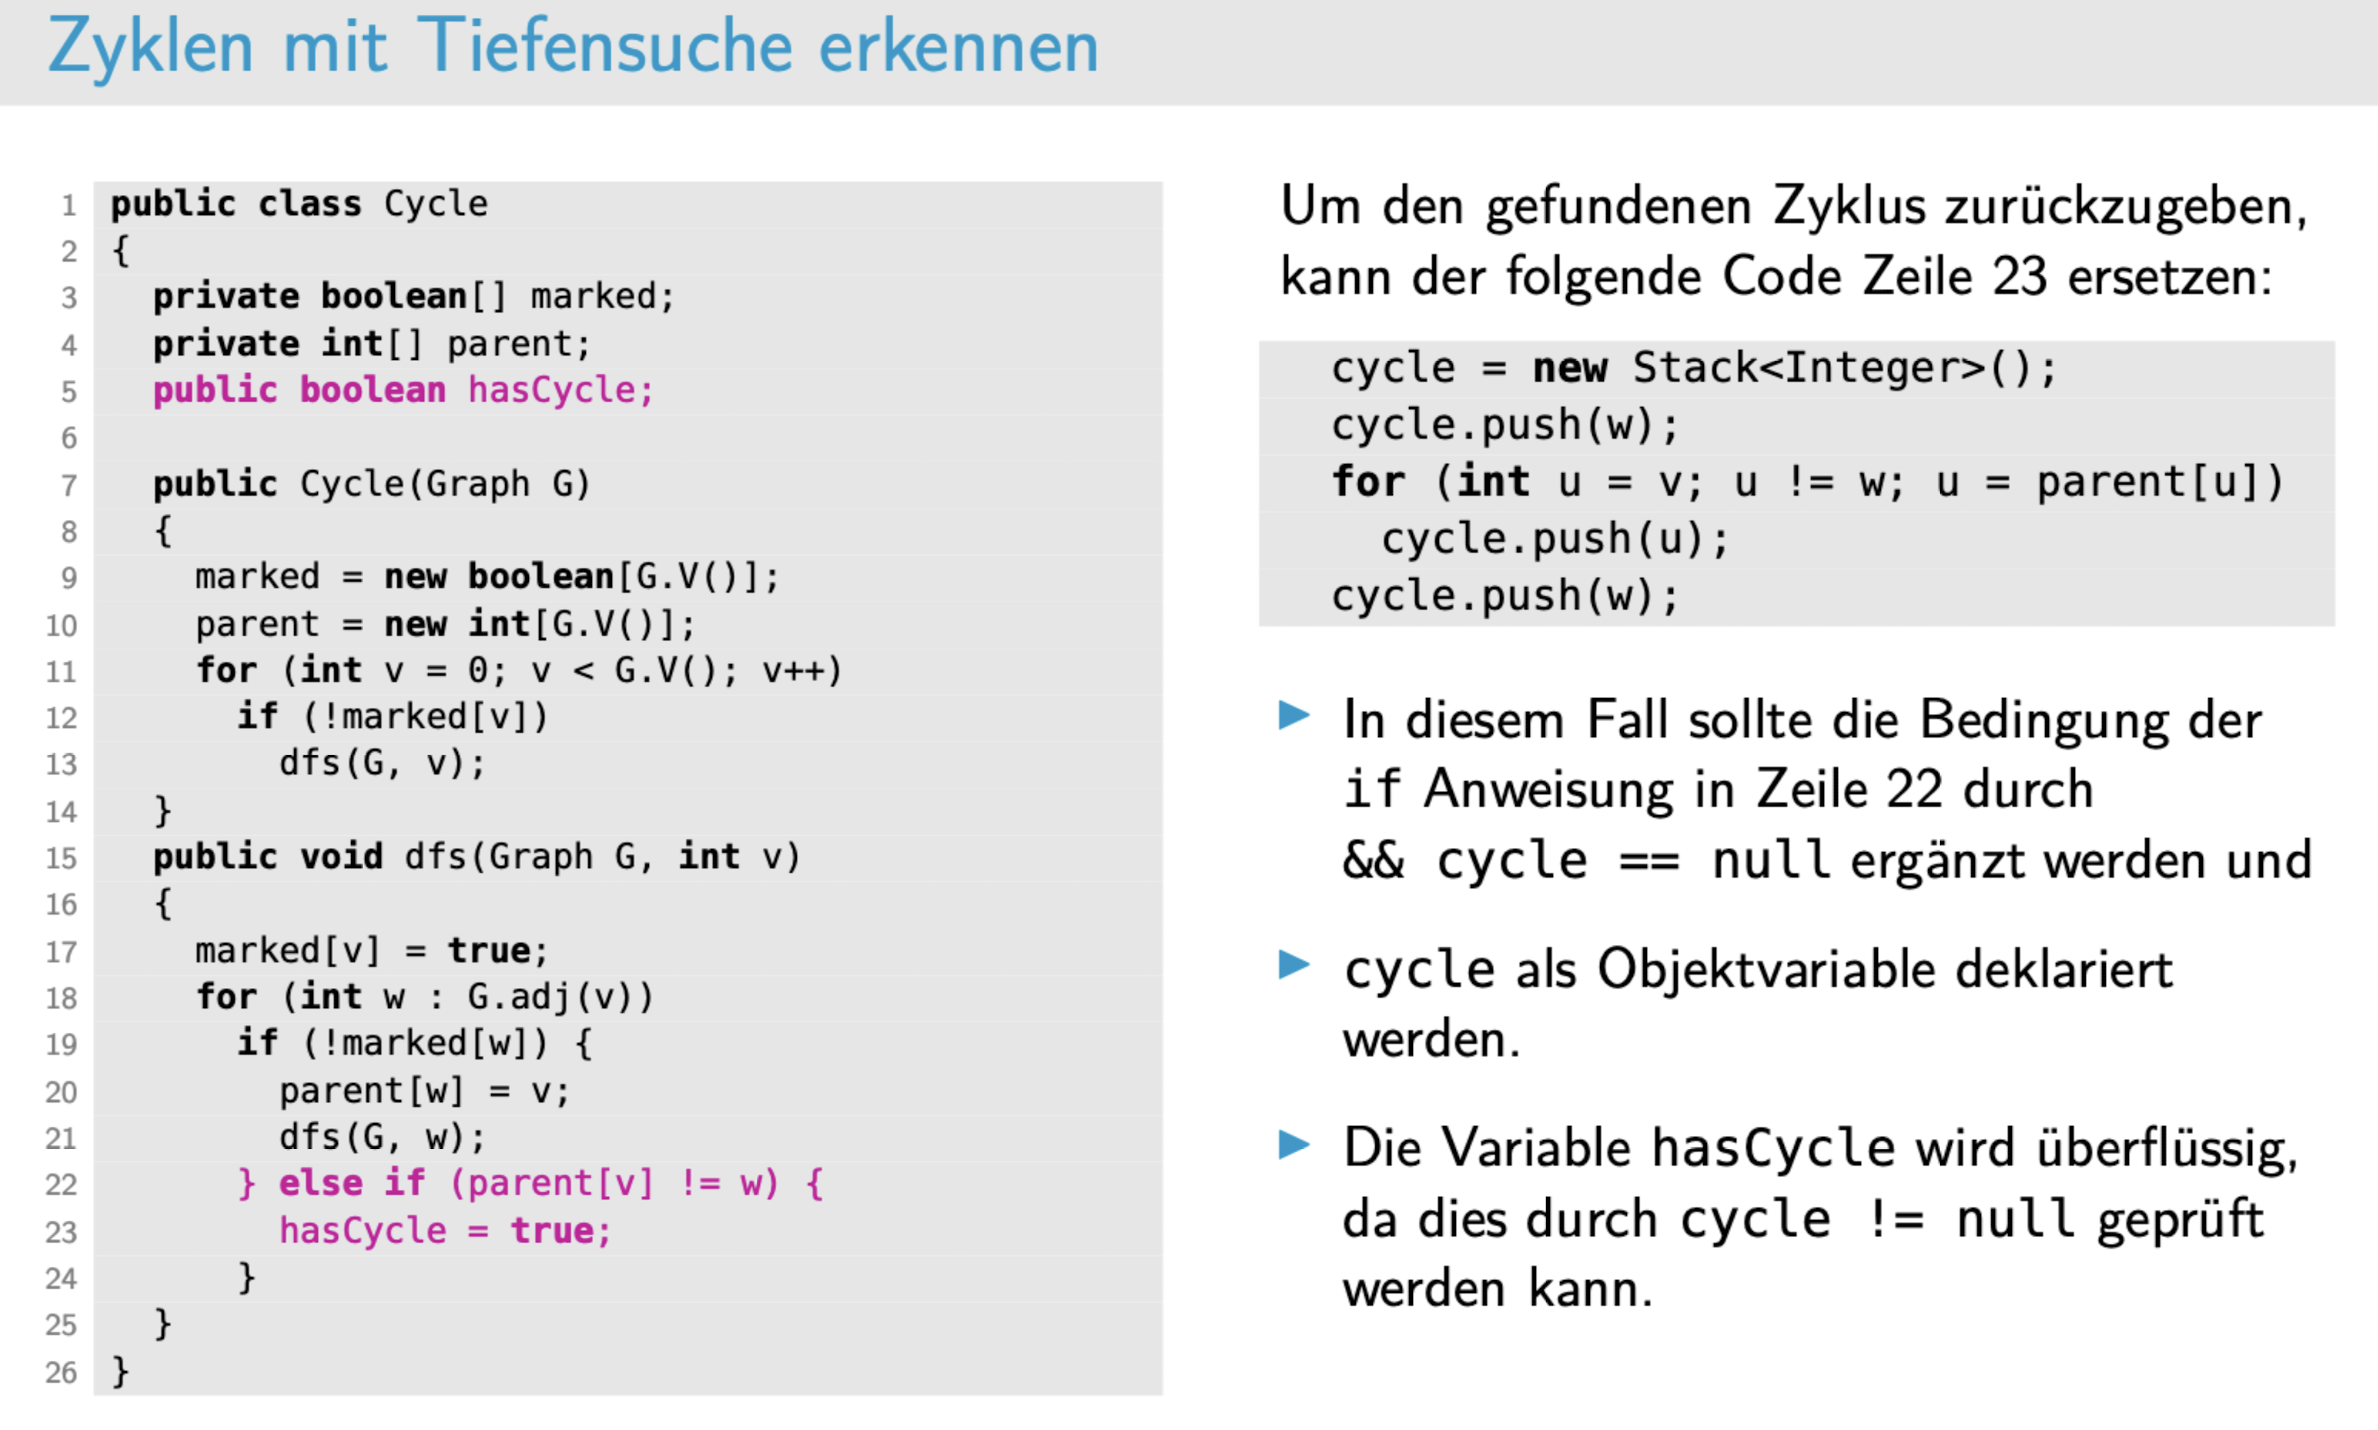 Zyklen mit Tiefensuche erkennen
1 public class Cycle
2 {
3   private boolean[] marked;
4   private int[] parent;
5   public boolean hasCycle;
6
7   public Cycle(Graph G)
8   {
9     marked = new boolean[G.V()];
10     parent = new int[G.V()];
11     for (int v = 0; v < G.V(); v++)
12       if (!marked[v])
13         dfs(G, v);
14   }
15   public void dfs(Graph G, int v)
16   {
17     marked[v] = true;
18     for (int w : G.adj(v))
19       if (!marked[w]) {
20         parent[w] = v;
21         dfs(G, w);
22       } else if (parent[v] != w) {
23         hasCycle = true;
24       }
25   }
26 }
Um den gefundenen Zyklus zurückzugeben,
kann der folgende Code Zeile 23 ersetzen:
cycle = new Stack<Integer>();
cycle.push(w);
for (int u = v; u != w; u = parent[u])
  cycle.push(u);
cycle.push(w);
▶ In diesem Fall sollte die Bedingung der
if Anweisung in Zeile 22 durch
&& cycle == null ergänzt werden und
▶ cycle als Objektvariable deklariert
werden.
▶ Die Variable hasCycle wird überflüssig,
da dies durch cycle != null geprüft
werden kann.